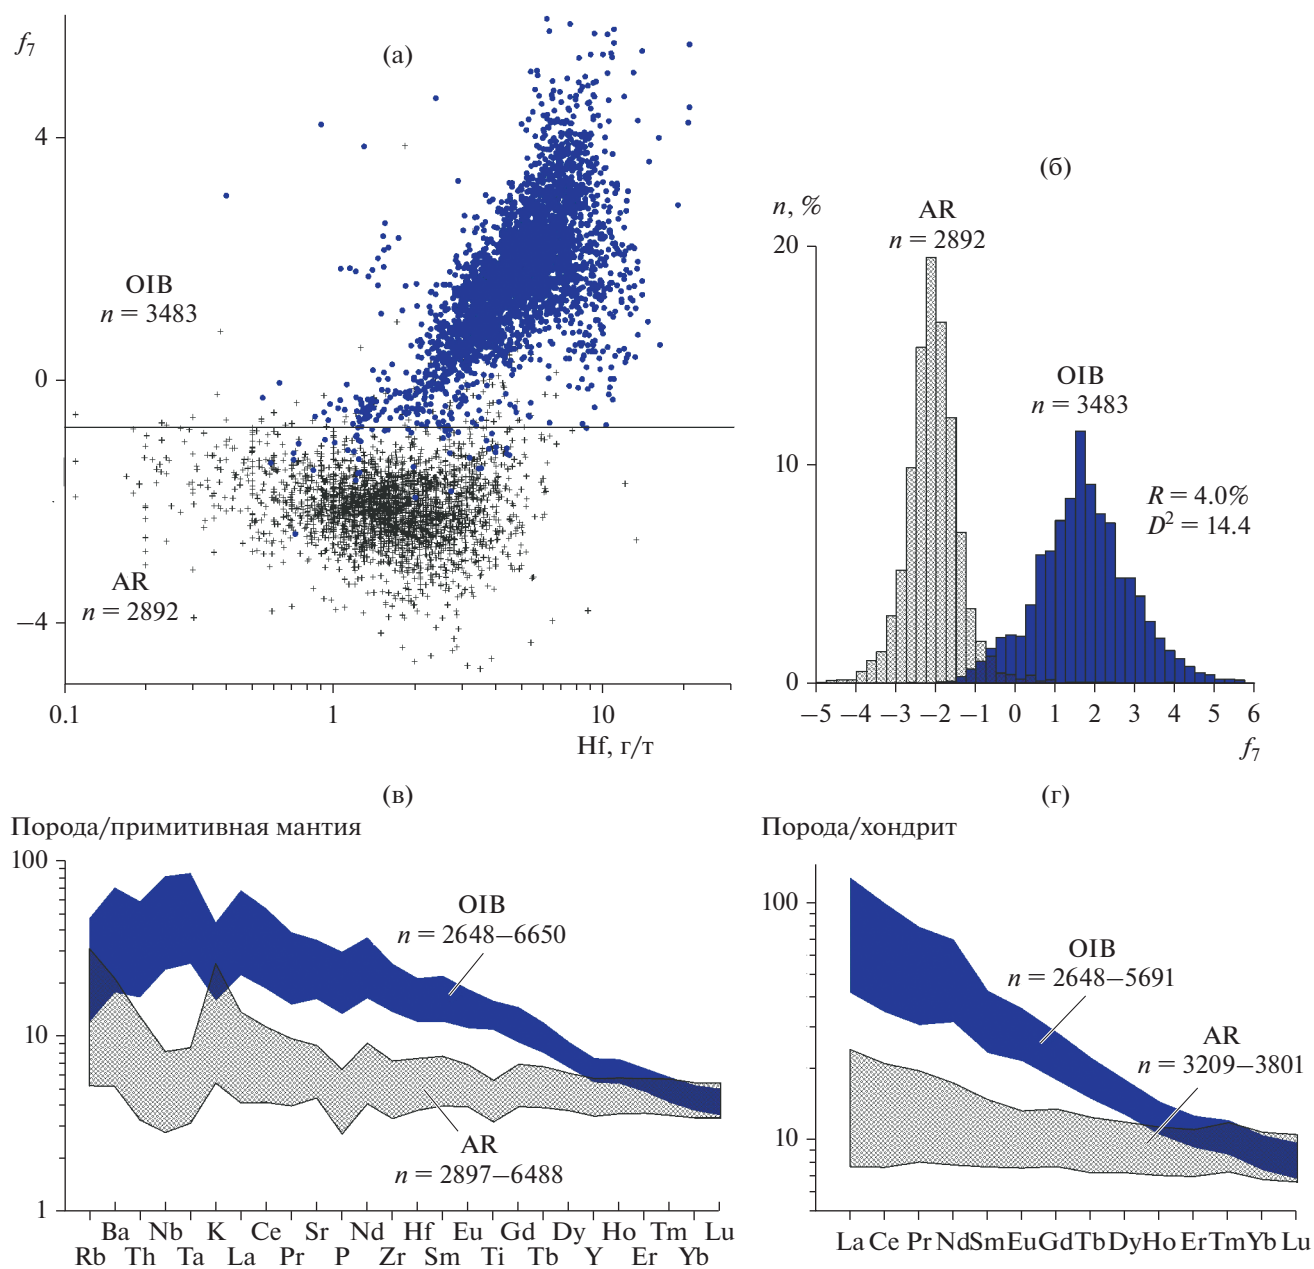 (а)
f₇
4
0
−4
OIB
n = 3483
AR
n = 2892
0.1 1 10
Hf, г/т
(б)
n, %
20
10
0
AR
n = 2892
OIB
n = 3483
R = 4.0%
D² = 14.4
−5 −4 −3 −2 −1 0 1 2 3 4 5 6
f₇
(в)
Порода/примитивная мантия
100
10
1
OIB
n = 2648−6650
AR
n = 2897−6488
Ba Nb K Ce Sr Nd Hf Eu Gd Dy Ho Tm Lu
Rb Th Ta La Pr P Zr Sm Ti Tb Y Er Yb
(г)
Порода/хондрит
100
10
OIB
n = 2648−5691
AR
n = 3209−3801
La Ce Pr Nd Sm Eu Gd Tb Dy Ho Er Tm Yb Lu